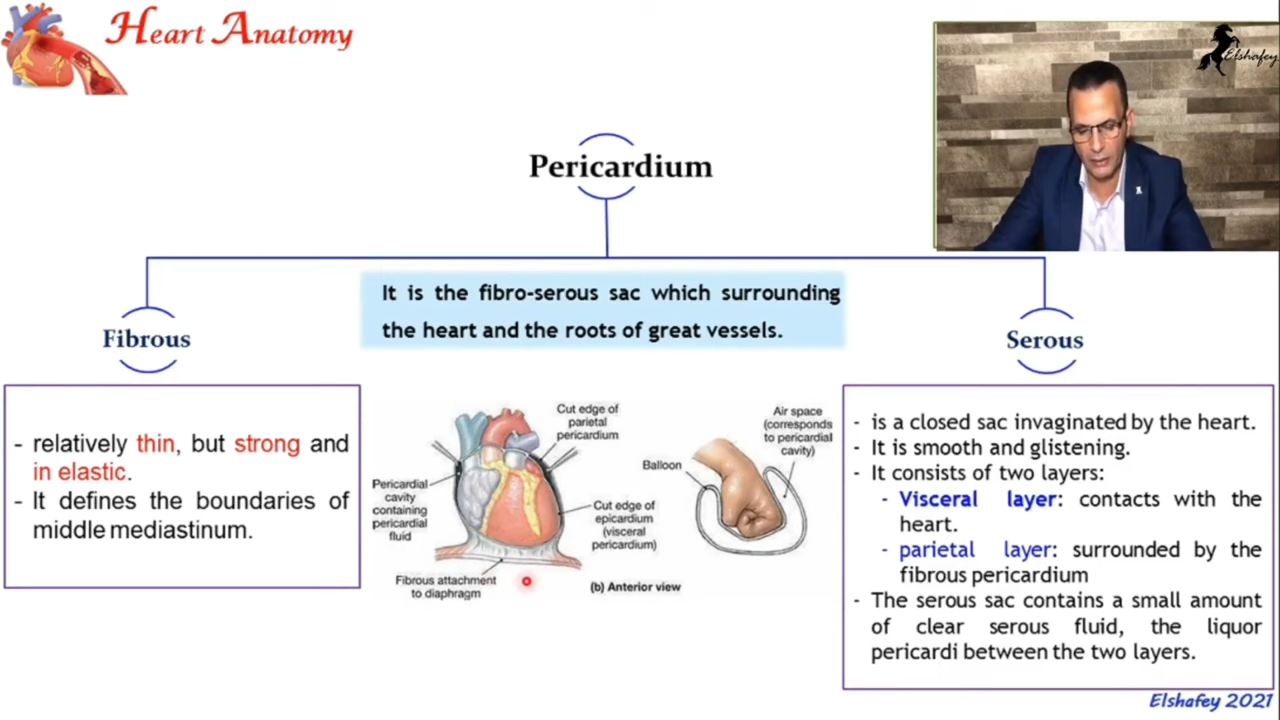 Heart Anatomy
Elshafey
Pericardium
It is the fibro-serous sac which surrounding
the heart and the roots of great vessels.
Fibrous
- relatively thin, but strong and
in elastic.
- It defines the boundaries of
middle mediastinum.
Cut edge of
parietal
pericardium
Pericardial
cavity
containing
pericardial
fluid
Cut edge of
epicardium
(visceral
pericardium)
Fibrous attachment
to diaphragm
Balloon
Air space
(corresponds
to pericardial
cavity)
(b) Anterior view
Serous
- is a closed sac invaginated by the heart.
- It is smooth and glistening.
- It consists of two layers:
- Visceral layer: contacts with the
heart.
- parietal layer: surrounded by the
fibrous pericardium
- The serous sac contains a small amount
of clear serous fluid, the liquor
pericardi between the two layers.
Elshafey 2021